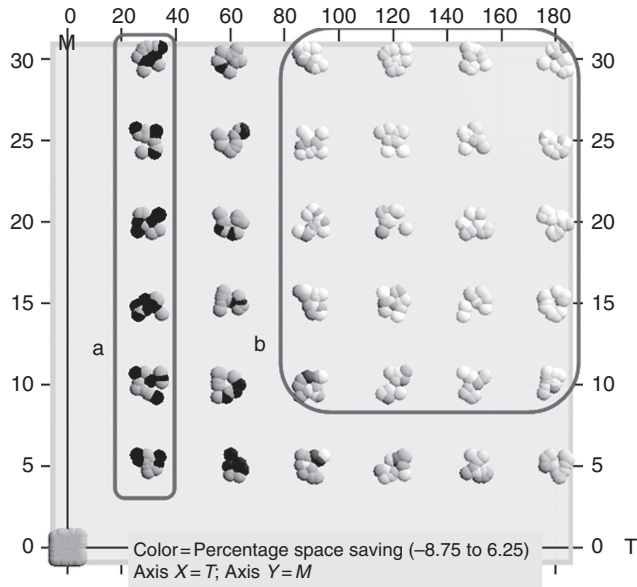 M 20 40 60 80 100 120 140 160 180
30 30
25 25
20 20
15 15
a b
10 10
5 5
0 0 T
Color=Percentage space saving (–8.75 to 6.25)
Axis X=T; Axis Y=M